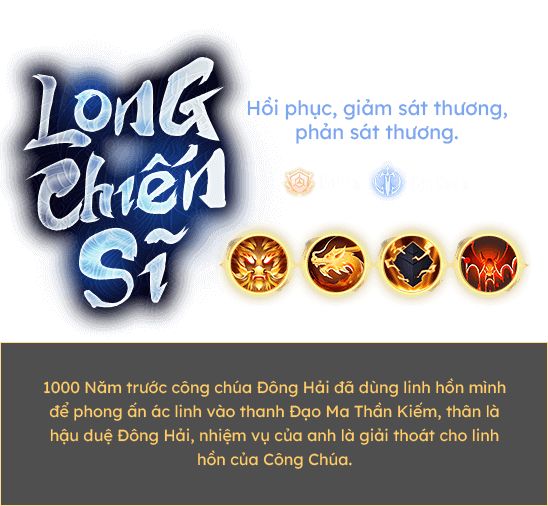 Long
Chiến
Sĩ
Hồi phục, giảm sát thương,
phản sát thương.
1000 Năm trước công chúa Đông Hải đã dùng linh hồn mình
để phong ấn ác linh vào thanh Đạo Ma Thần Kiếm, thân là
hậu duệ Đông Hải, nhiệm vụ của anh là giải thoát cho linh
hồn của Công Chúa.